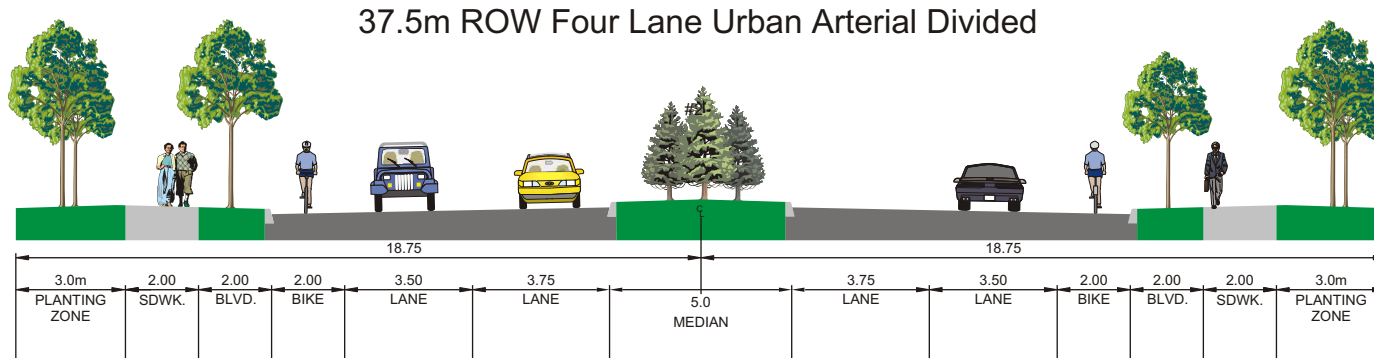 37.5m ROW Four Lane Urban Arterial Divided
18.75 18.75
3.0m 2.00 2.00 2.00 3.50 3.75 5.0 3.75 3.50 2.00 2.00 2.00 3.0m
PLANTING SDWK. BLVD. BIKE LANE LANE MEDIAN LANE LANE BIKE BLVD. SDWK. PLANTING
ZONE ZONE